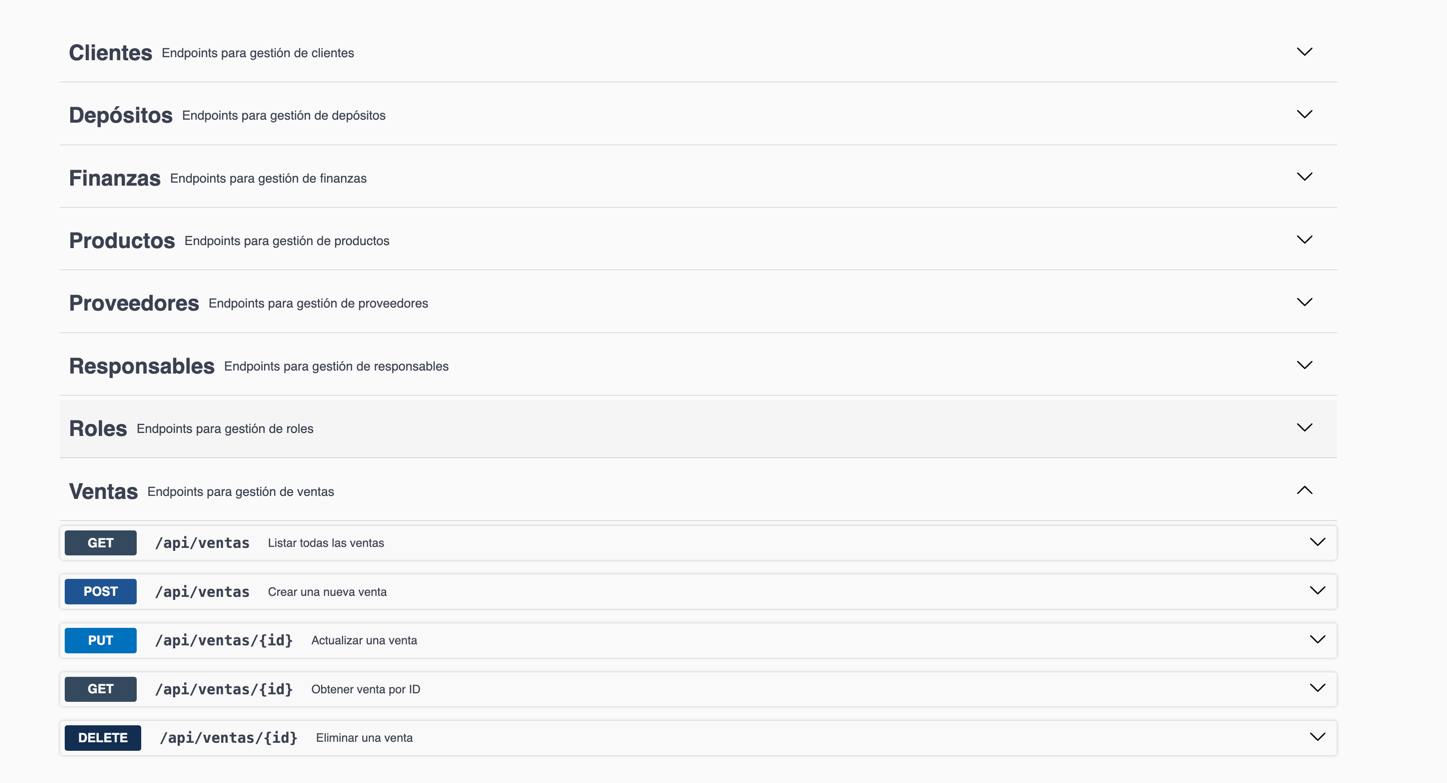 Clientes Endpoints para gestión de clientes
Depósitos Endpoints para gestión de depósitos
Finanzas Endpoints para gestión de finanzas
Productos Endpoints para gestión de productos
Proveedores Endpoints para gestión de proveedores
Responsables Endpoints para gestión de responsables
Roles Endpoints para gestión de roles
Ventas Endpoints para gestión de ventas
GET /api/ventas Listar todas las ventas
POST /api/ventas Crear una nueva venta
PUT /api/ventas/{id} Actualizar una venta
GET /api/ventas/{id} Obtener venta por ID
DELETE /api/ventas/{id} Eliminar una venta